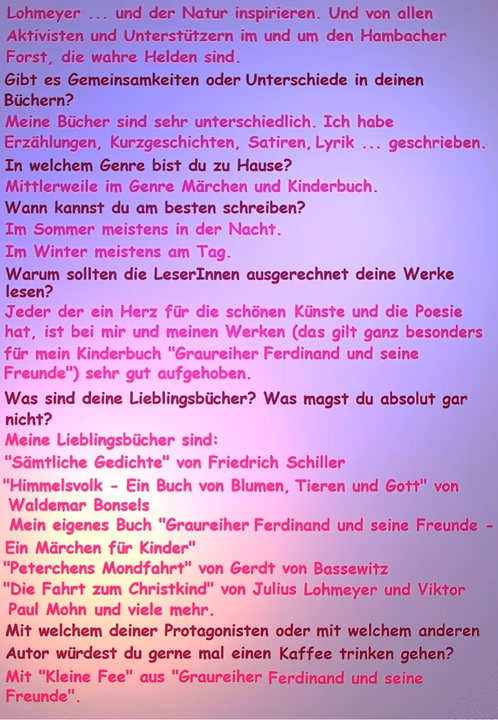 Lohmeyer ... und der Natur inspirieren. Und von allen
Aktivisten und Unterstützern im und um den Hambacher
Forst, die wahre Helden sind.
Gibt es Gemeinsamkeiten oder Unterschiede in deinen
Büchern?
Meine Bücher sind sehr unterschiedlich. Ich habe
Erzählungen, Kurzgeschichten, Satiren, Lyrik ... geschrieben.
In welchem Genre bist du zu Hause?
Mittlerweile im Genre Märchen und Kinderbuch.
Wann kannst du am besten schreiben?
Im Sommer meistens in der Nacht.
Im Winter meistens am Tag.
Warum sollten die LeserInnen ausgerechnet deine Werke
lesen?
Jeder der ein Herz für die schönen Künste und die Poesie
hat, ist bei mir und meinen Werken (das gilt ganz besonders
für mein Kinderbuch "Graureiher Ferdinand und seine
Freunde") sehr gut aufgehoben.
Was sind deine Lieblingsbücher? Was magst du absolut gar
nicht?
Meine Lieblingsbücher sind:
"Sämtliche Gedichte" von Friedrich Schiller
"Himmelsvolk - Ein Buch von Blumen, Tieren und Gott" von
Waldemar Bonsels
Mein eigenes Buch "Graureiher Ferdinand und seine Freunde -
Ein Märchen für Kinder"
"Peterchens Mondfahrt" von Gerdt von Bassewitz
"Die Fahrt zum Christkind" von Julius Lohmeyer und Viktor
Paul Mohn und viele mehr.
Mit welchem deiner Protagonisten oder mit welchem anderen
Autor würdest du gerne mal einen Kaffee trinken gehen?
Mit "Kleine Fee" aus "Graureiher Ferdinand und seine
Freunde".